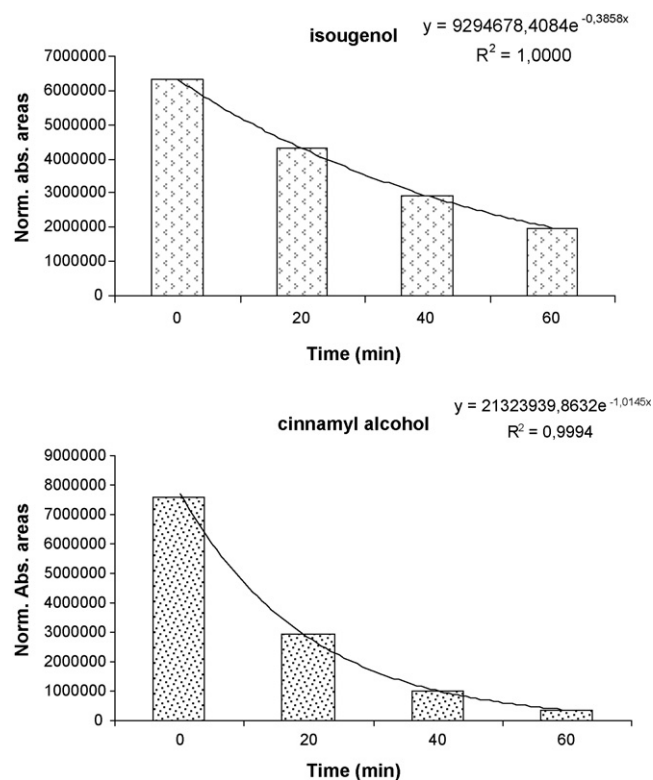 isougenol
y = 9294678,4084e^-0,3858x
R² = 1,0000
Norm. abs. areas
7000000
6000000
5000000
4000000
3000000
2000000
1000000
0
0 20 40 60
Time (min)
cinnamyl alcohol
y = 21323939,8632e^-1,0145x
R² = 0,9994
Norm. Abs. areas
9000000
8000000
7000000
6000000
5000000
4000000
3000000
2000000
1000000
0
0 20 40 60
Time (min)